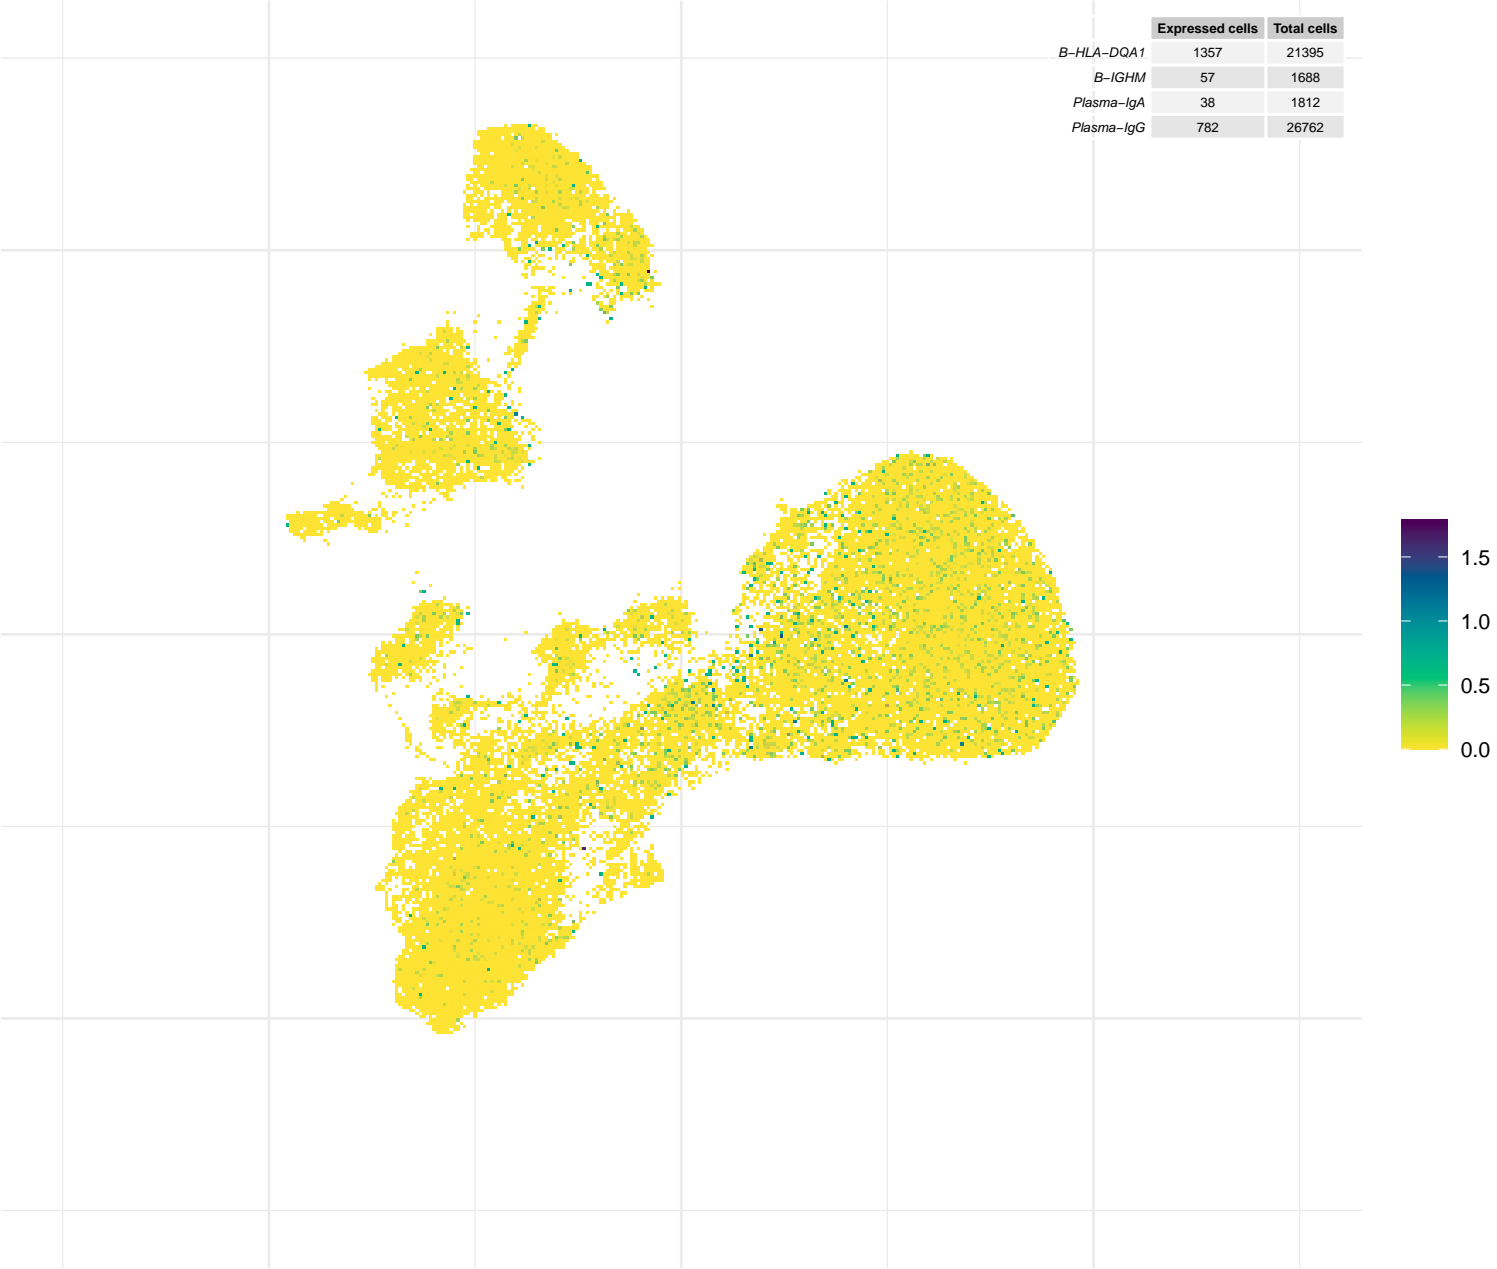 Expressed cells Total cells
B−HLA−DQA1 1357 21395
B−IGHM 57 1688
Plasma−IgA 38 1812
Plasma−IgG 782 26762
1.5
1.0
0.5
0.0